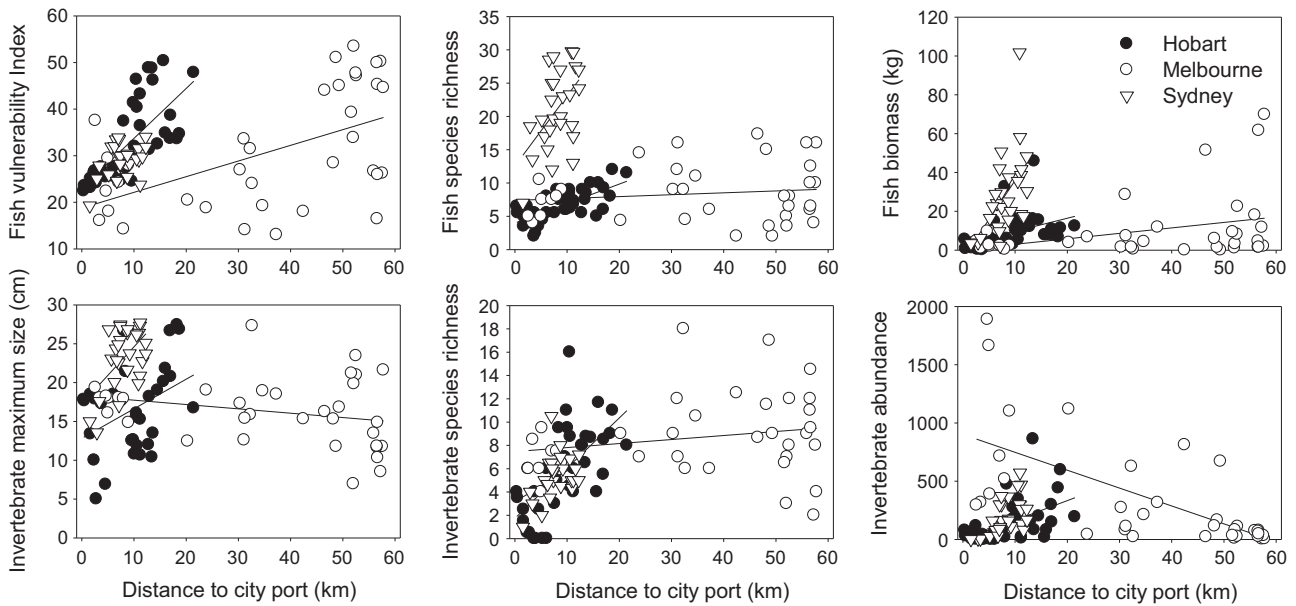 Fish vulnerability Index
60
50
40
30
20
10
0 10 20 30 40 50 60
Fish species richness
35
30
25
20
15
10
5
0
0 10 20 30 40 50 60
Fish biomass (kg)
120
100
80
60
40
20
0
0 10 20 30 40 50 60
Hobart
Melbourne
Sydney
Invertebrate maximum size (cm)
30
25
20
15
10
5
0
0 10 20 30 40 50 60
Distance to city port (km)
Invertebrate species richness
20
18
16
14
12
10
8
6
4
2
0
0 10 20 30 40 50 60
Distance to city port (km)
Invertebrate abundance
2000
1500
1000
500
0
0 10 20 30 40 50 60
Distance to city port (km)